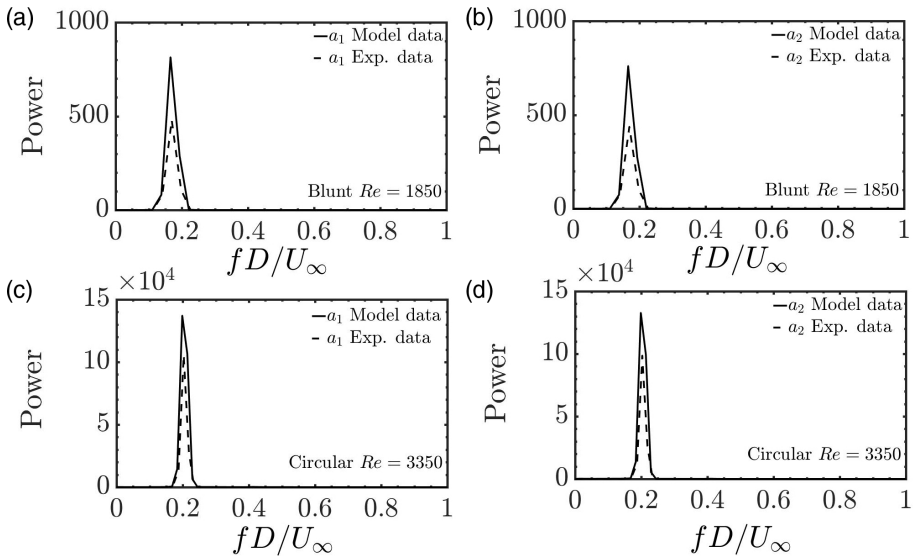 (a)
1000
500
0
Power
a₁ Model data
a₁ Exp. data
Blunt Re = 1850
0 0.2 0.4 0.6 0.8 1
fD/U∞
(b)
1000
500
0
Power
a₂ Model data
a₂ Exp. data
Blunt Re = 1850
0 0.2 0.4 0.6 0.8 1
fD/U∞
(c)
×10⁴
15
10
5
0
Power
a₁ Model data
a₁ Exp. data
Circular Re = 3350
0 0.2 0.4 0.6 0.8 1
fD/U∞
(d)
×10⁴
15
10
5
0
Power
a₂ Model data
a₂ Exp. data
Circular Re = 3350
0 0.2 0.4 0.6 0.8 1
fD/U∞